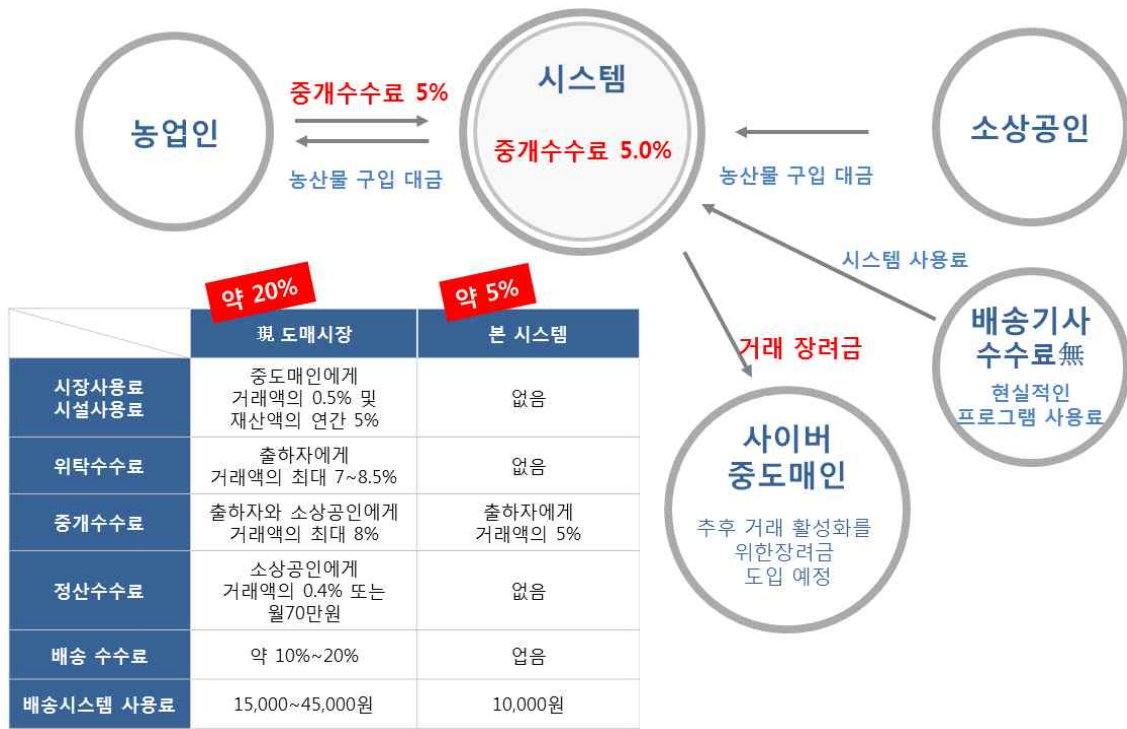 농업인
중개수수료 5%
농산물 구입 대금
시스템
중개수수료 5.0%
농산물 구입 대금
소상공인
시스템 사용료
배송기사
수수료無
현실적인
프로그램 사용료
거래 장려금
사이버
중도매인
추후 거래 활성화를
위한장려금
도입 예정
약 20%
약 5%
現 도매시장
본 시스템
시장사용료
시설사용료
중도매인에게
거래액의 0.5% 및
재산액의 연간 5%
없음
위탁수수료
출하자에게
거래액의 최대 7~8.5%
없음
중개수수료
출하자와 소상공인에게
거래액의 최대 8%
출하자에게
거래액의 5%
정산수수료
소상공인에게
거래액의 0.4% 또는
월70만원
없음
배송 수수료
약 10%~20%
업음
배송시스템 사용료
15,000~45,000원
10,000원